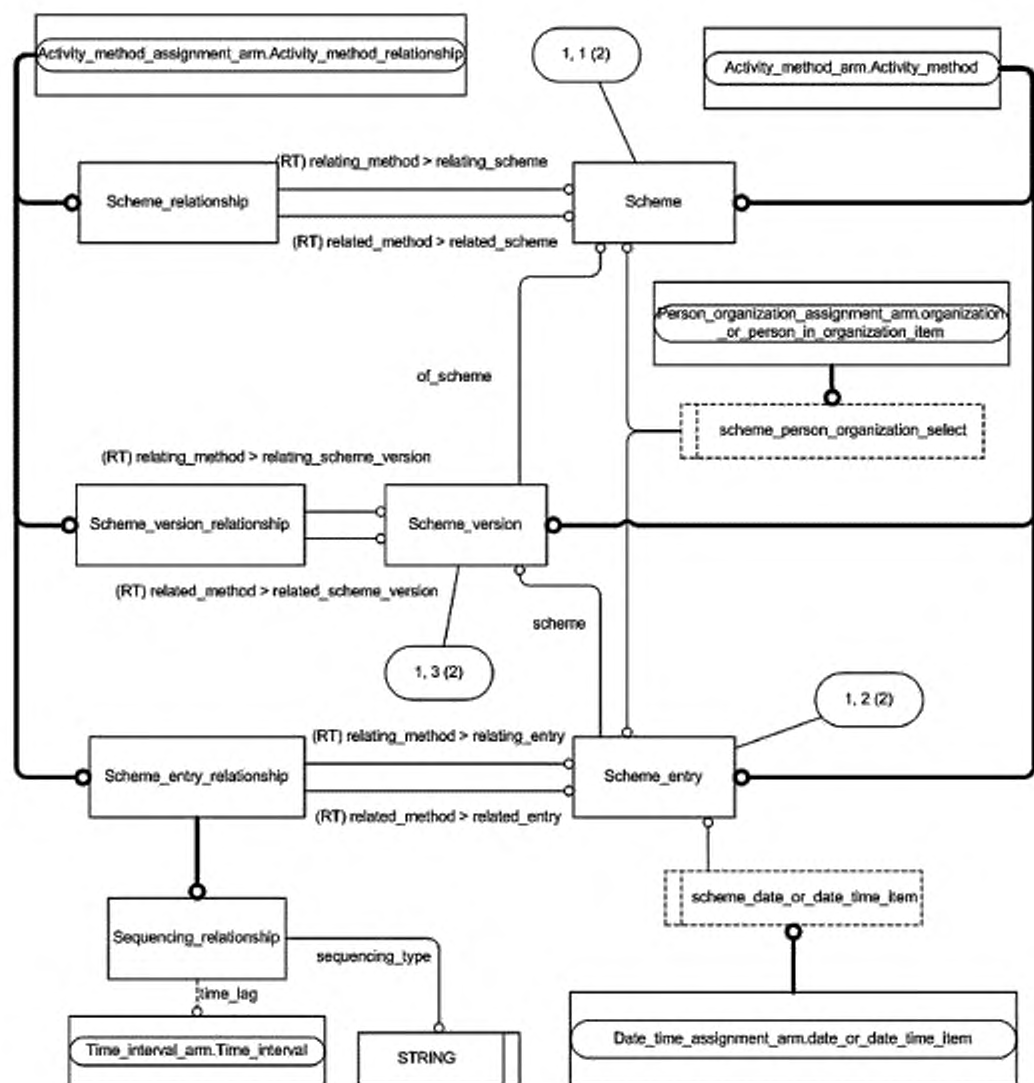 Activity_method_assignment_arm.Activity_method_relationship
1, 1 (2)
Activity_method_arm.Activity_method
(RT) relating_method > relating_scheme
Scheme_relationship
Scheme
(RT) related_method > related_scheme
Person_organization_assignment_arm.organization
_or_person_in_organization_item
of_scheme
scheme_person_organization_select
(RT) relating_method > relating_scheme_version
Scheme_version_relationship
Scheme_version
(RT) related_method > related_scheme_version
scheme
1, 3 (2)
1, 2 (2)
(RT) relating_method > relating_entry
Scheme_entry_relationship
Scheme_entry
(RT) related_method > related_entry
scheme_date_or_date_time_item
Sequencing_relationship
sequencing_type
time_lag
Time_interval_arm.Time_interval
STRING
Date_time_assignment_arm.date_or_date_time_item